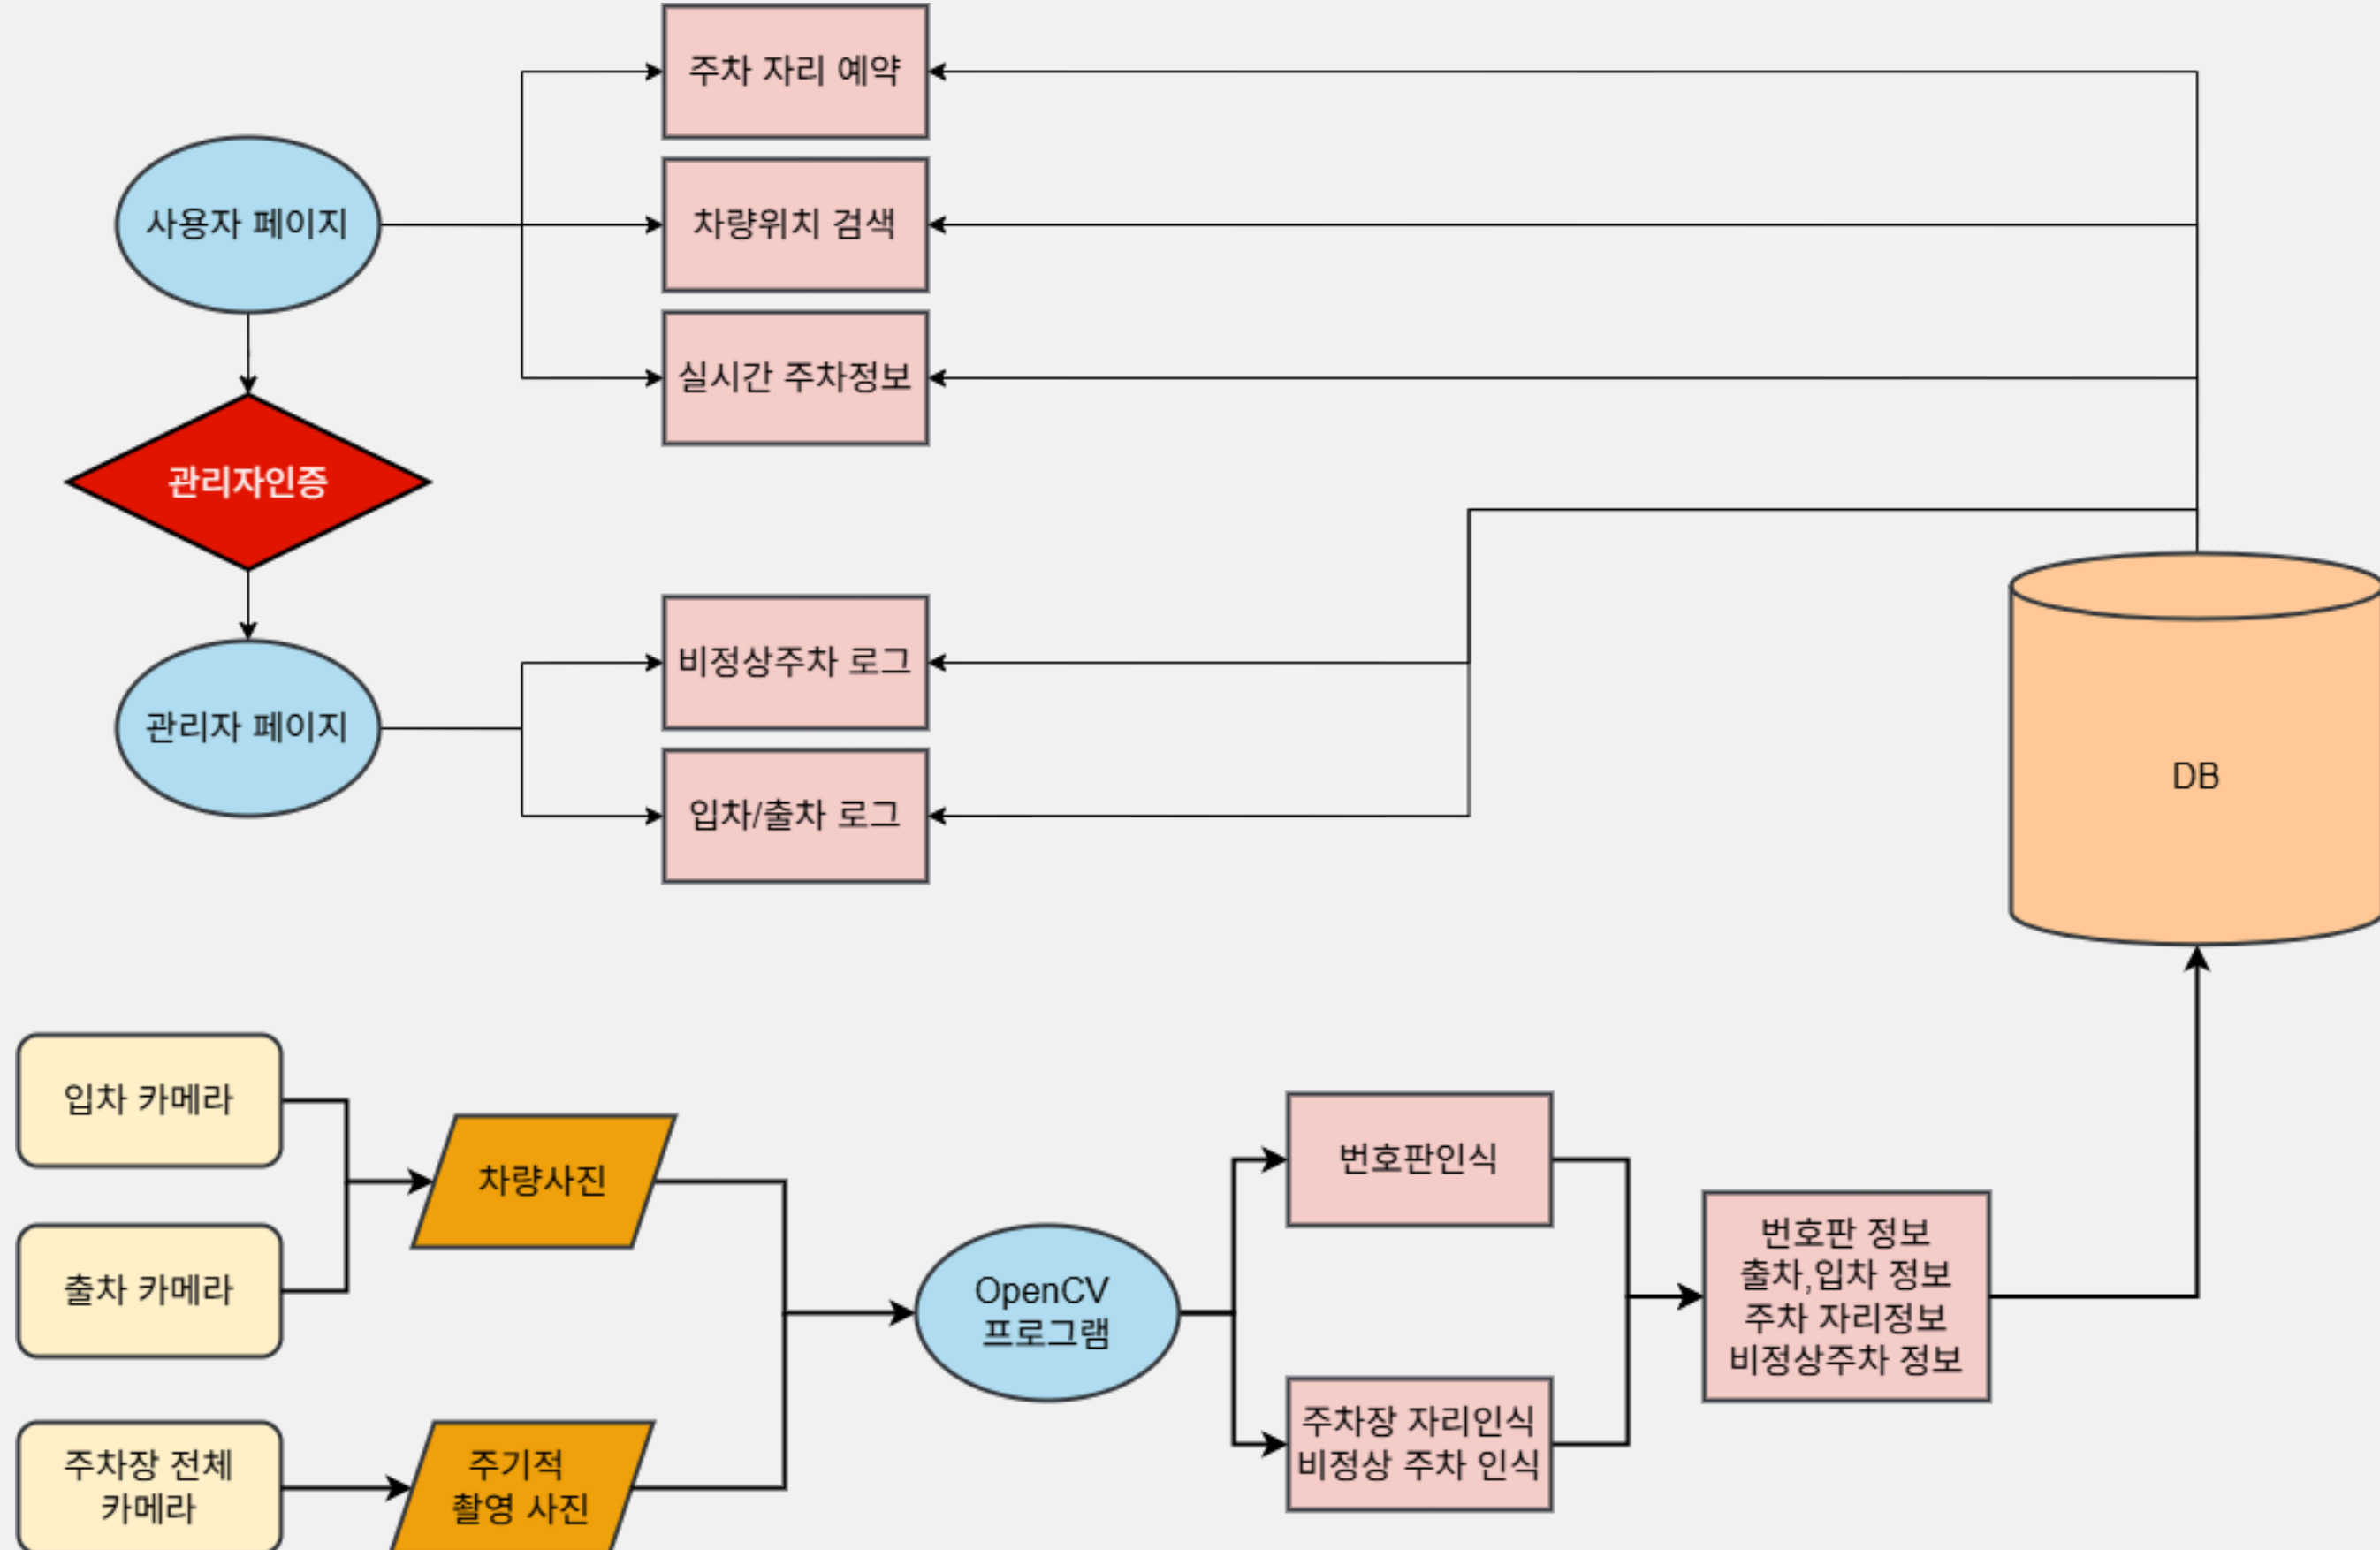 주차 자리 예약
사용자 페이지
차량위치 검색
실시간 주차정보
관리자인증
비정상주차 로그
관리자 페이지
입차/출차 로그
DB
입차 카메라
출차 카메라
주차장 전체
카메라
차량사진
주기적
촬영 사진
OpenCV
프로그램
번호판인식
주차장 자리인식
비정상 주차 인식
번호판 정보
출차,입차 정보
주차 자리정보
비정상주차 정보